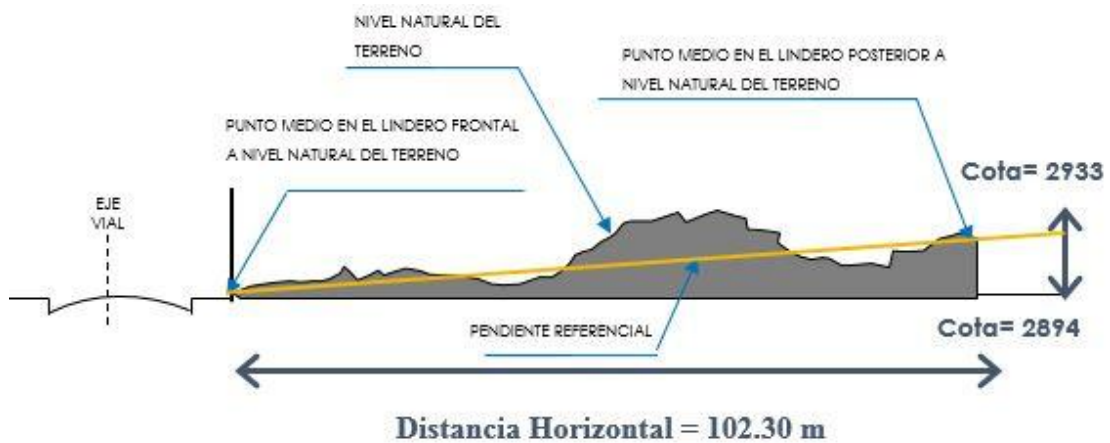 NIVEL NATURAL DEL
TERRENO
PUNTO MEDIO EN EL LINDERO POSTERIOR A
NIVEL NATURAL DEL TERRENO
PUNTO MEDIO EN EL LINDERO FRONTAL
A NIVEL NATURAL DEL TERRENO
Cota= 2933
EJE
VIAL
PENDIENTE REFERENCIAL
Cota= 2894
Distancia Horizontal = 102.30 m